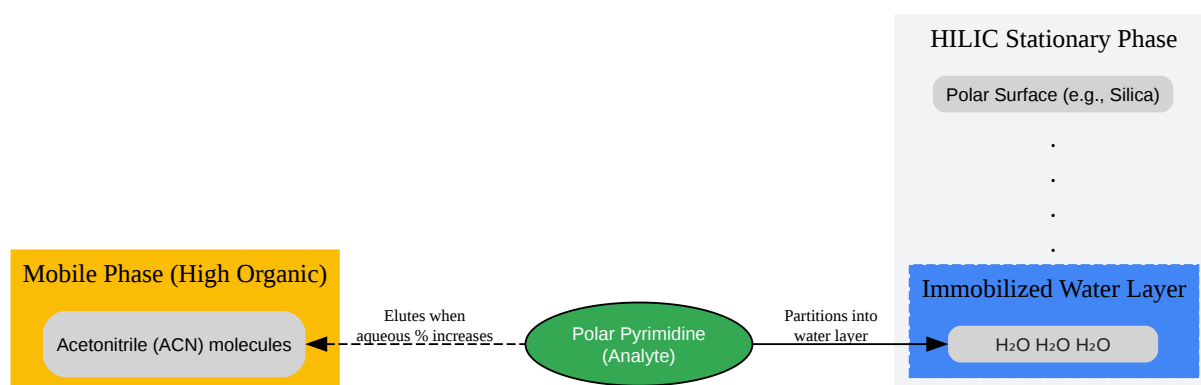 HILIC Stationary Phase
Polar Surface (e.g., Silica)
.
.
.
.
Mobile Phase (High Organic)
Acetonitrile (ACN) molecules
Elutes when
aqueous % increases
Polar Pyrimidine
(Analyte)
Partitions into
water layer
Immobilized Water Layer
H₂O H₂O H₂O